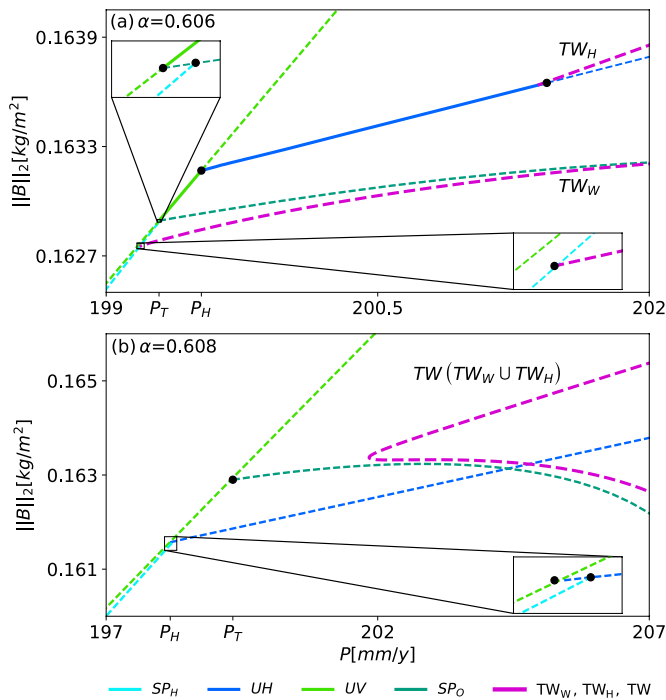 (a) α=0.606
0.1639
0.1633
0.1627
||B||₂[kg/m²]
TW_H
TW_W
199 P_T P_H 200.5 202
(b) α=0.608
0.165
0.163
0.161
||B||₂[kg/m²]
TW (TW_W ∪ TW_H)
197 P_H P_T 202 207
P[mm/y]
SP_H UH UV SP_O TW_W, TW_H, TW